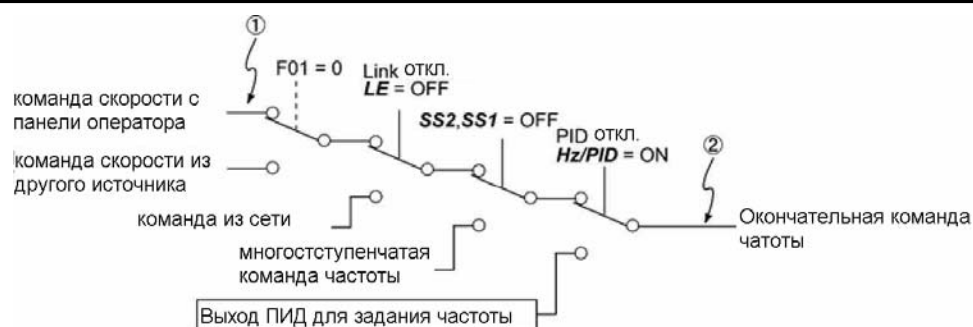 ①
F01 = 0
Link откл.
LE = OFF
SS2,SS1 = OFF
PID откл.
Hz/PID = ON
②
команда скорости с
панели оператора
команда скорости из
другого источника
команда из сети
многостступенчатая
команда частоты
Выход ПИД для задания частоты
Окончательная команда
чатоты